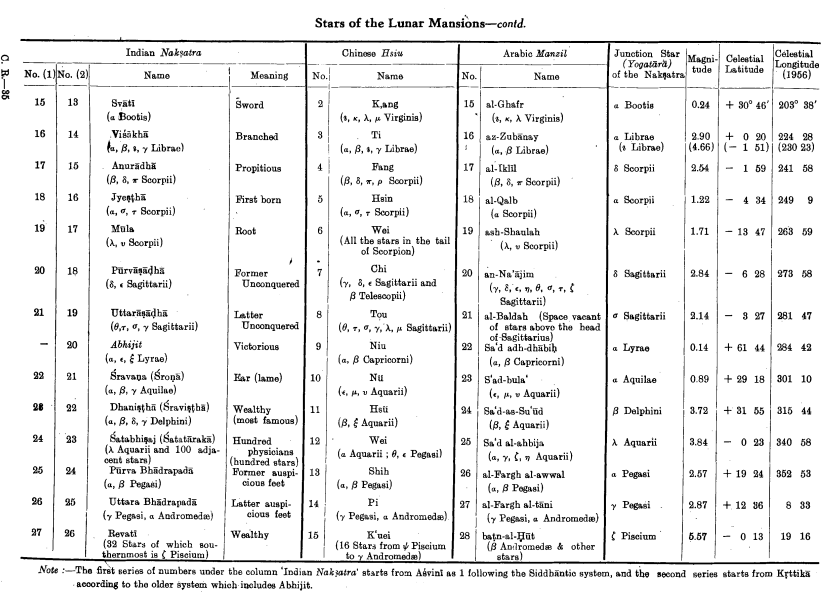 Stars of the Lunar Mansions—contd.
C. R.—35
Indian Nakṣatra | Chinese Hsiu | Arabic Manzil | Junction Star (Yogatārā) of the Nakṣatra | Magni-tude | Celestial Latitude | Celestial Longitude (1956)
No. (1) | No. (2) | Name | Meaning | No. | Name | No. | Name
15 | 13 | Svātī | Sword | 2 | K,ang | 15 | al-Ghafr | α Bootis | 0.24 | + 30° 46′ | 203° 38′
(α Bootis) | (ι, κ, λ, μ Virginis) | (ι, κ, λ Virginis)
16 | 14 | Viśākhā | Branched | 3 | Ti | 16 | az-Zubānay | α Librae | 2.90 | + 0 20 | 224 28
(α, β, ι, γ Librae) | (α, β, ι, γ Librae) | (α, β Librae) | (ι Librae) | (4.66) | (− 1 51) | (230 23)
17 | 15 | Anurādhā | Propitious | 4 | Fang | 17 | al-Iklīl | δ Scorpii | 2.54 | − 1 59 | 241 58
(β, δ, π Scorpii) | (β, δ, π, ρ Scorpii) | (β, δ, π Scorpii)
18 | 16 | Jyeṣṭhā | First born | 5 | Hsin | 18 | al-Qalb | α Scorpii | 1.22 | − 4 34 | 249 9
(α, σ, τ Scorpii) | (α, σ, τ Scorpii) | (α Scorpii)
19 | 17 | Mūla | Root | 6 | Wei | 19 | ash-Shaulah | λ Scorpii | 1.71 | − 13 47 | 263 59
(λ, υ Scorpii) | (All the stars in the tail | (λ, υ Scorpii)
of Scorpion)
20 | 18 | Pūrvāṣāḍhā | Former | 7 | Chi | 20 | an-Na'ājim | δ Sagittarii | 2.84 | − 6 28 | 273 58
(δ, ϵ Sagittarii) | Unconquered | (γ, δ, ϵ Sagittarii and | (γ, δ, ϵ, η, θ, σ, τ, ζ
β Telescopii) | Sagittarii)
21 | 19 | Uttarāṣāḍhā | Latter | 8 | Tou | 21 | al-Baldah (Space vacant | σ Sagittarii | 2.14 | − 3 27 | 281 47
(θ,τ, σ, γ Sagittarii) | Unconquered | (θ, τ, σ, γ, λ, μ Sagittarii) | of stars above the head
of Sagittarius)
— | 20 | Abhijit | Victorious | 9 | Niu | 22 | Sa'd adh-dhābiḥ | α Lyrae | 0.14 | + 61 44 | 284 42
(α, ϵ, ξ Lyrae) | (α, β Capricorni) | (α, β Capricorni)
22 | 21 | Śravaṇa (Śroṇā) | Ear (lame) | 10 | Nü | 23 | S'ad-bula' | α Aquilae | 0.89 | + 29 18 | 301 10
(α, β, γ Aquilae) | (ϵ, μ, υ Aquarii) | (ϵ, μ, υ Aquarii)
23 | 22 | Dhaniṣṭhā (Śraviṣṭhā) | Wealthy | 11 | Hsü | 24 | Sa'd-as-Su'ūd | β Delphini | 3.72 | + 31 55 | 315 44
(α, β, δ, γ Delphini) | (most famous) | (β, ξ Aquarii) | (β, ξ Aquarii)
24 | 23 | Śatabhiṣaj (Śatatārakā) | Hundred | 12 | Wei | 25 | Sa'd al-ahbija | λ Aquarii | 3.84 | − 0 23 | 340 58
(λ Aquarii and 100 adja- | physicians | (α Aquarii ; θ, ϵ Pegasi) | (α, γ, ζ, η Aquarii)
cent stars) | (hundred stars)
25 | 24 | Pūrva Bhādrapadā | Former auspi- | 13 | Shih | 26 | al-Fargh al-awwal | α Pegasi | 2.57 | + 19 24 | 352 53
(α, β Pegasi) | cious feet | (α, β Pegasi) | (α, β Pegasi)
26 | 25 | Uttara Bhādrapadā | Latter auspi- | 14 | Pi | 27 | al-Fargh al-tāni | γ Pegasi | 2.87 | + 12 36 | 8 33
(γ Pegasi, α Andromedæ) | cious feet | (γ Pegasi, α Andromedæ) | (γ Pegasi, α Andromedæ)
27 | 26 | Revatī | Wealthy | 15 | K'uei | 28 | baṭn-al-Ḥūt | ζ Piscium | 5.57 | − 0 13 | 19 16
(32 Stars of which sou- | (16 Stars from ψ Piscium | (β Andromedæ & other
thernmost is ζ Piscium) | to γ Andromedæ) | stars)
Note :—The first series of numbers under the column 'Indian Nakṣatra' starts from Aśvinī as 1 following the Siddhāntic system, and the second series starts from Kṛttikā
according to the older system which includes Abhijit.